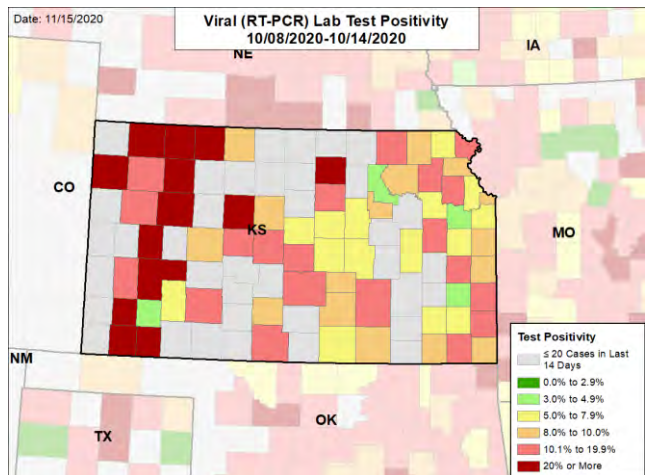 Date: 11/15/2020
Viral (RT-PCR) Lab Test Positivity
10/08/2020-10/14/2020
NE
IA
CO
KS
MO
NM
TX
OK
Test Positivity
≤ 20 Cases in Last
14 Days
0.0% to 2.9%
3.0% to 4.9%
5.0% to 7.9%
8.0% to 10.0%
10.1% to 19.9%
20% or More